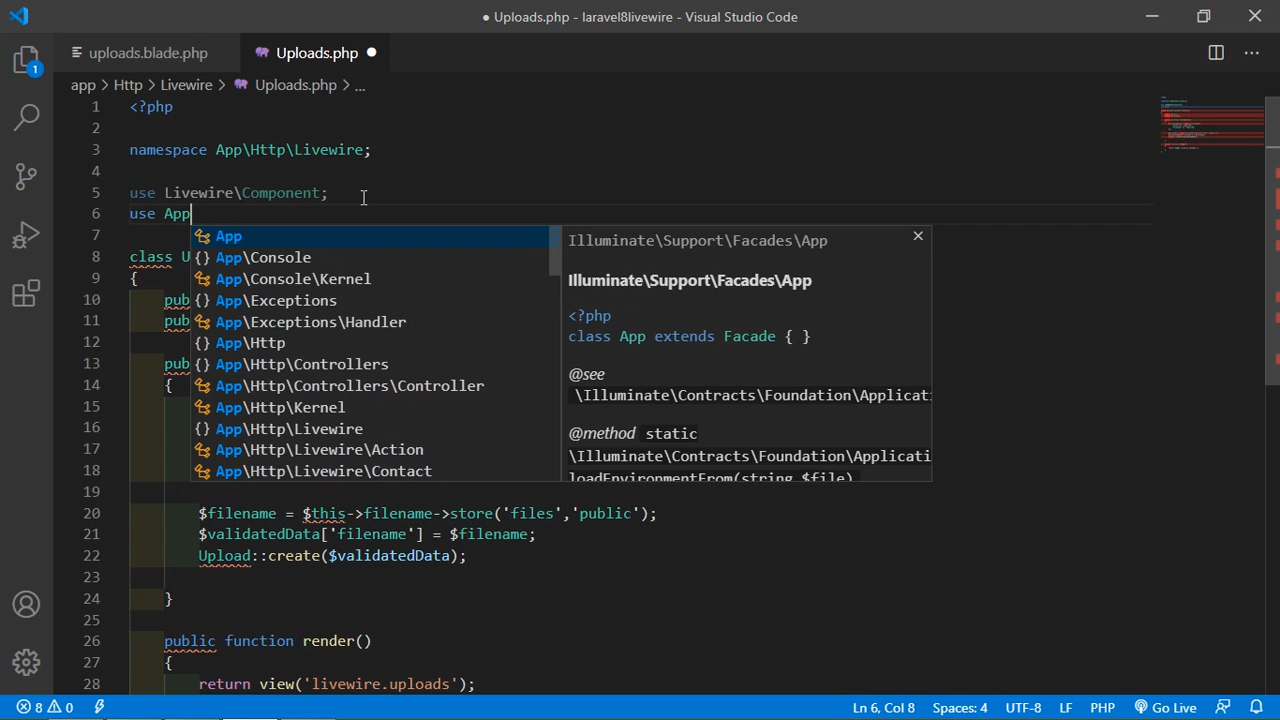 ● Uploads.php - laravel8livewire - Visual Studio Code
uploads.blade.php Uploads.php ●
app > Http > Livewire > Uploads.php > ...
1 <?php
2
3 namespace App\Http\Livewire;
4
5 use Livewire\Component;
6 use App
7
8 class U
9 {
10 pub
11 pub
12
13 pub
14 {
15
16
17
18
19
20 $filename = $this->filename->store('files','public');
21 $validatedData['filename'] = $filename;
22 Upload::create($validatedData);
23
24 }
25
26 public function render()
27 {
28 return view('livewire.uploads');
App
{} App\Console
App\Console\Kernel
{} App\Exceptions
App\Exceptions\Handler
{} App\Http
{} App\Http\Controllers
App\Http\Controllers\Controller
App\Http\Kernel
{} App\Http\Livewire
App\Http\Livewire\Action
App\Http\Livewire\Contact
Illuminate\Support\Facades\App
Illuminate\Support\Facades\App
<?php
class App extends Facade { }
@see
\Illuminate\Contracts\Foundation\Applicati
@method static
\Illuminate\Contracts\Foundation\Applicati
loadEnvironmentFrom(string $file)
1
8 0 Ln 6, Col 8 Spaces: 4 UTF-8 LF PHP Go Live